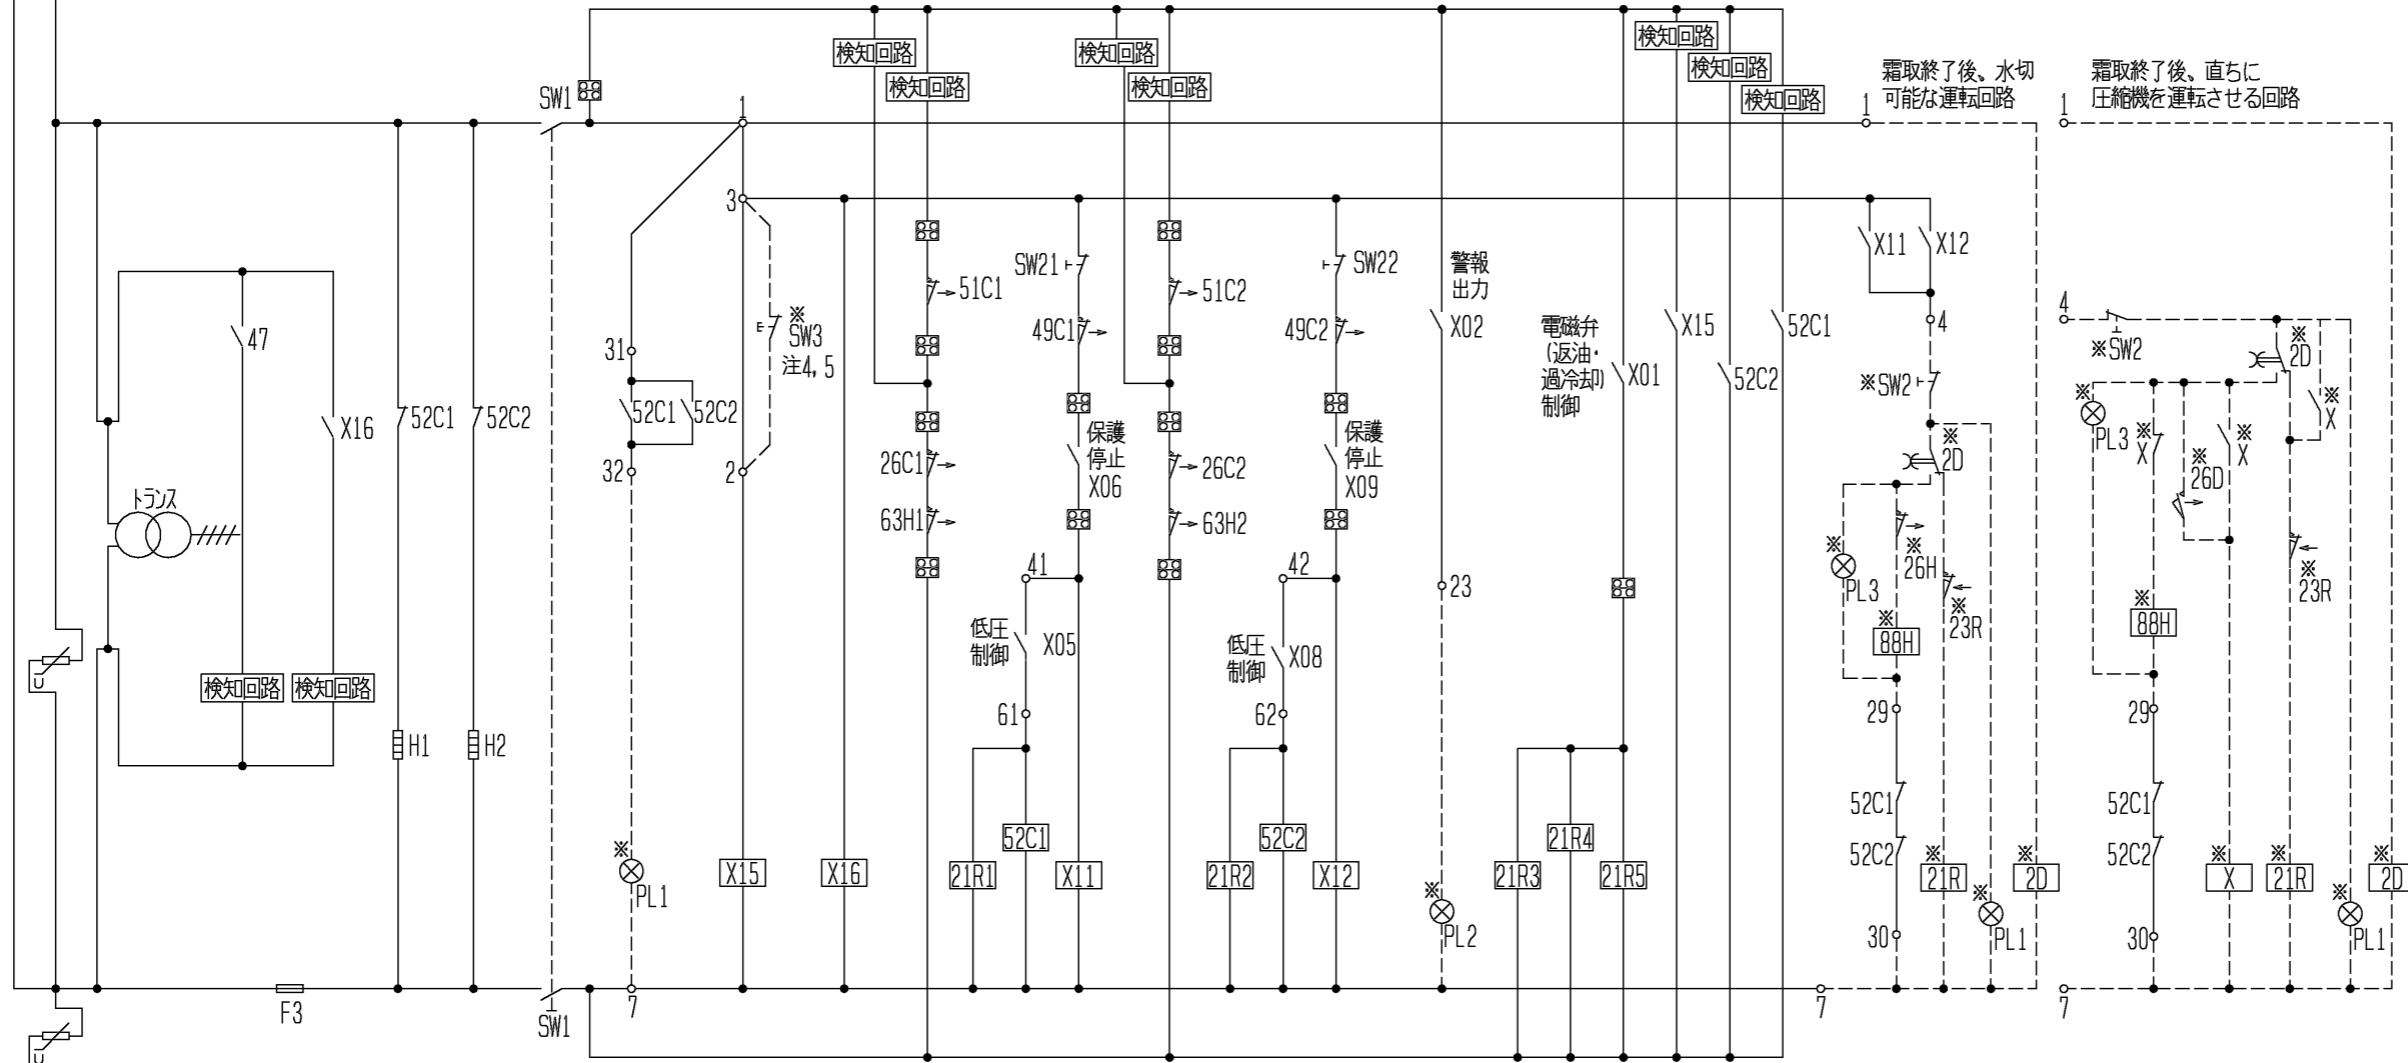 検知回路
検知回路
検知回路
検知回路
検知回路
検知回路
検知回路
霜取終了後、水切
可能な運転回路
霜取終了後、直ちに
圧縮機を運転させる回路
SW1
1
1
1
3
X11
X12
SW21
SW22
警報
出力
51C1
51C2
4
4
47
※
SW3
注4,5
49C1
49C2
X02
電磁弁
(返油・
過冷却)
制御
X15
52C1
※SW2
※
2D
31
X01
52C2
※SW2
※
X
X16
52C1
52C2
52C1
52C2
※
PL3
※
X
※
X
保護
停止
X06
保護
停止
X09
32
2
26C1
26C2
※
2D
※
26D
トランス
63H1
63H2
※
PL3
※
26H
※
23R
41
42
23
※
23R
低圧
制御
X05
低圧
制御
X08
※
88H
※
88H
U
検知回路
検知回路
61
62
29
29
H1
H2
52C1
52C1
52C1
52C2
21R4
52C2
52C2
※
PL1
X15
X16
21R1
X11
21R2
X12
21R3
21R5
※
21R
※
2D
※
X
※
21R
※
2D
※
PL2
30
※
PL1
30
※
PL1
F3
SW1
7
7
7
U